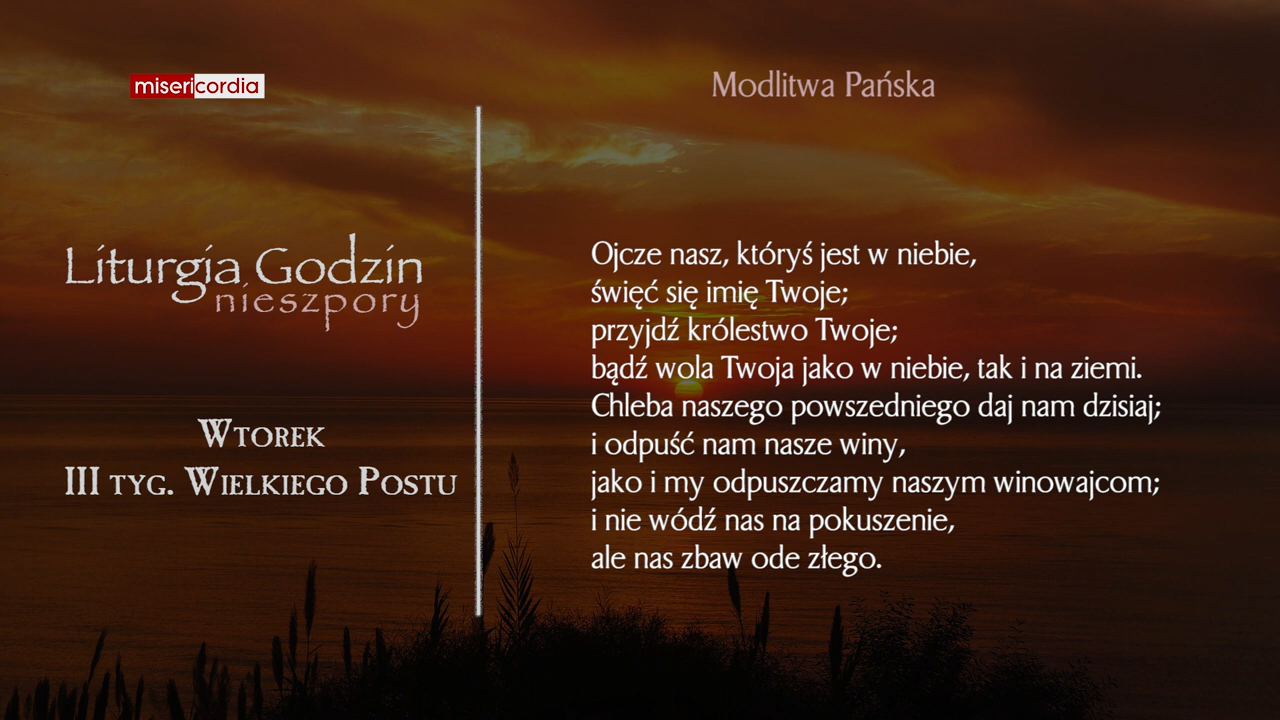 misericordia
Liturgia Godzin
nieszpory
Wtorek
III tyg. Wielkiego Postu
Modlitwa Pańska
Ojcze nasz, któryś jest w niebie,
święć się imię Twoje;
przyjdź królestwo Twoje;
bądź wola Twoja jako w niebie, tak i na ziemi.
Chleba naszego powszedniego daj nam dzisiaj;
i odpuść nam nasze winy,
jako i my odpuszczamy naszym winowajcom;
i nie wódź nas na pokuszenie,
ale nas zbaw ode złego.